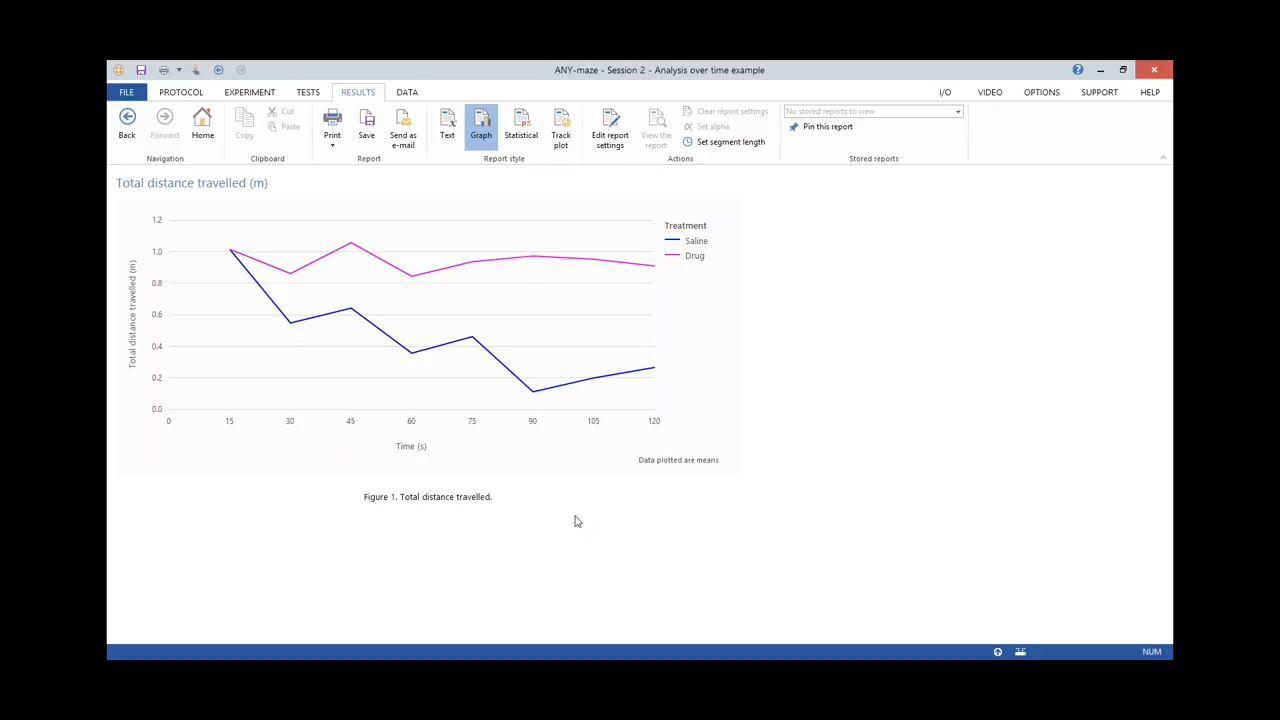 ANY-maze - Session 2 - Analysis over time example
FILE PROTOCOL EXPERIMENT TESTS RESULTS DATA I/O VIDEO OPTIONS SUPPORT HELP
Back Forward Home
Navigation
Copy Cut Paste
Clipboard
Print Save Send as e-mail
Report
Text Graph Statistical Track plot
Report style
Edit report settings View the report
Clear report settings
Set alpha
Set segment length
Actions
No stored reports to view
Pin this report
Stored reports
Total distance travelled (m)
1.2
1.0
0.8
0.6
0.4
0.2
0.0
Total distance travelled (m)
0 15 30 45 60 75 90 105 120
Time (s)
Treatment
Saline
Drug
Data plotted are means
Figure 1. Total distance travelled.
NUM